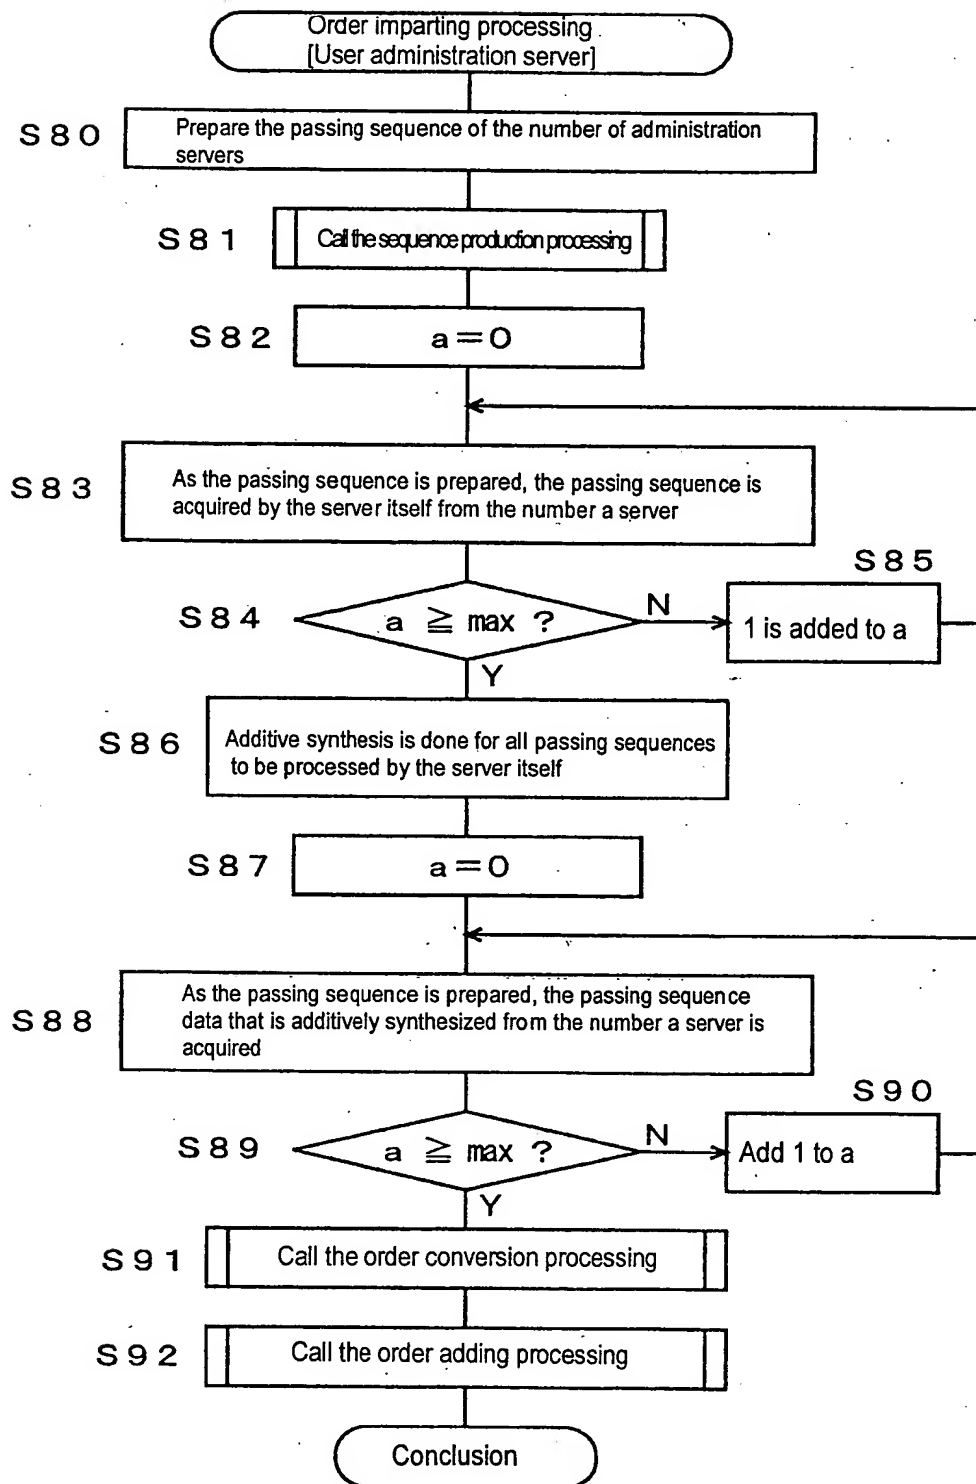 Order imparting processing
[User administration server]
S80
Prepare the passing sequence of the number of administration
servers
S81
Call the sequence production processing
S82
a=0
S83
As the passing sequence is prepared, the passing sequence is
acquired by the server itself from the number a server
S84
a ≧ max ?
N
S85
1 is added to a
Y
S86
Additive synthesis is done for all passing sequences
to be processed by the server itself
S87
a=0
S88
As the passing sequence is prepared, the passing sequence
data that is additively synthesized from the number a server is
acquired
S89
a ≧ max ?
N
S90
Add 1 to a
Y
S91
Call the order conversion processing
S92
Call the order adding processing
Conclusion